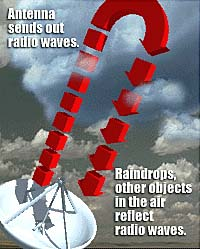 Antenna
sends out
radio waves.
Raindrops,
other objects
in the air
reflect
radio waves.